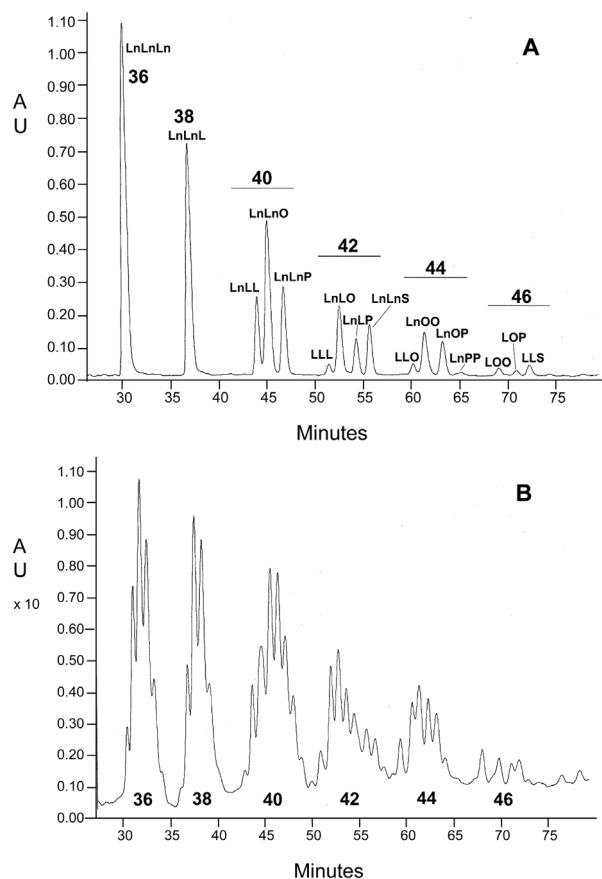 A
1.10
1.00
0.90
0.80
0.70
0.60
0.50
0.40
0.30
0.20
0.10
0.00
A
U
LnLnLn
36
38
LnLnL
40
LnLnO
LnLL
LnLnP
42
LnLO
LnLnS
LnLP
LLL
44
LnOO
LnOP
LLO
LnPP
46
LOP
LOO
LLS
30 35 40 45 50 55 60 65 70 75
Minutes
B
1.10
1.00
0.90
0.80
0.70
0.60
0.50
0.40
0.30
0.20
0.10
0.00
A
U
x 10
36 38 40 42 44 46
30 35 40 45 50 55 60 65 70 75
Minutes